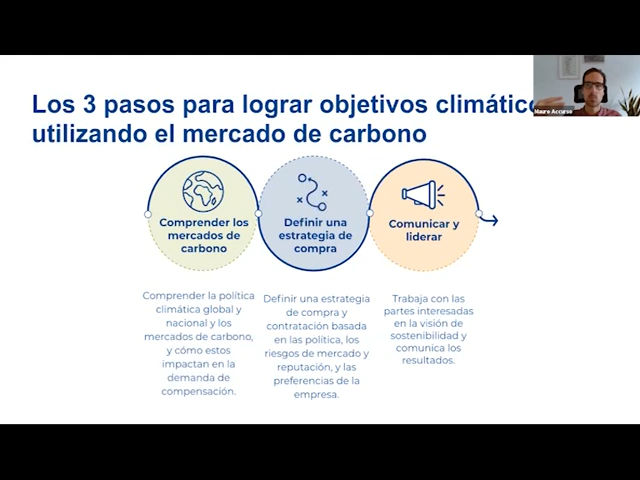 Los 3 pasos para lograr objetivos climátic
utilizando el mercado de carbono
Mauro Accurso
Comprender los
mercados de
carbono
Definir una
estrategia de
compra
Comunicar y
liderar
Comprender la política
climática global y
nacional y los
mercados de carbono,
y cómo estos
impactan en la
demanda de
compensación.
Definir una estrategia
de compra y
contratación basada
en las política, los
riesgos de mercado y
reputación, y las
preferencias de la
empresa.
Trabaja con las
partes interesadas
en la visión de
sostenibilidad y
comunica los
resultados.